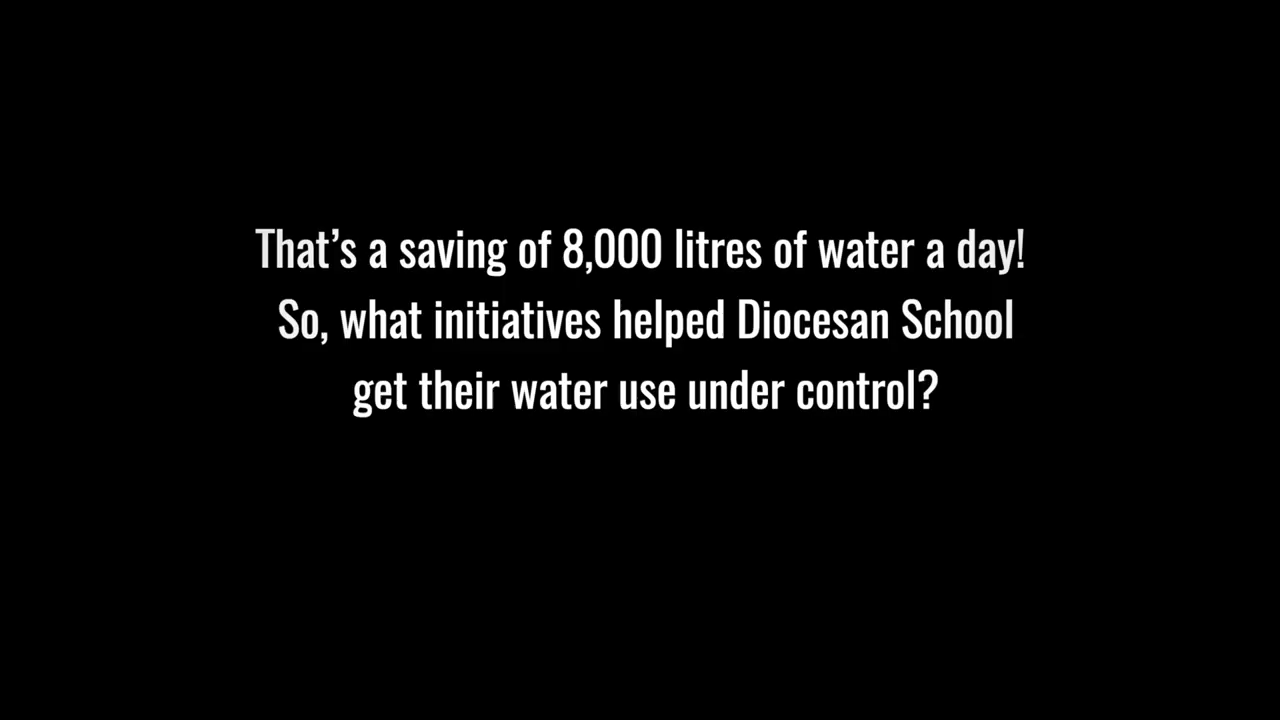 That’s a saving of 8,000 litres of water a day!
So, what initiatives helped Diocesan School
get their water use under control?